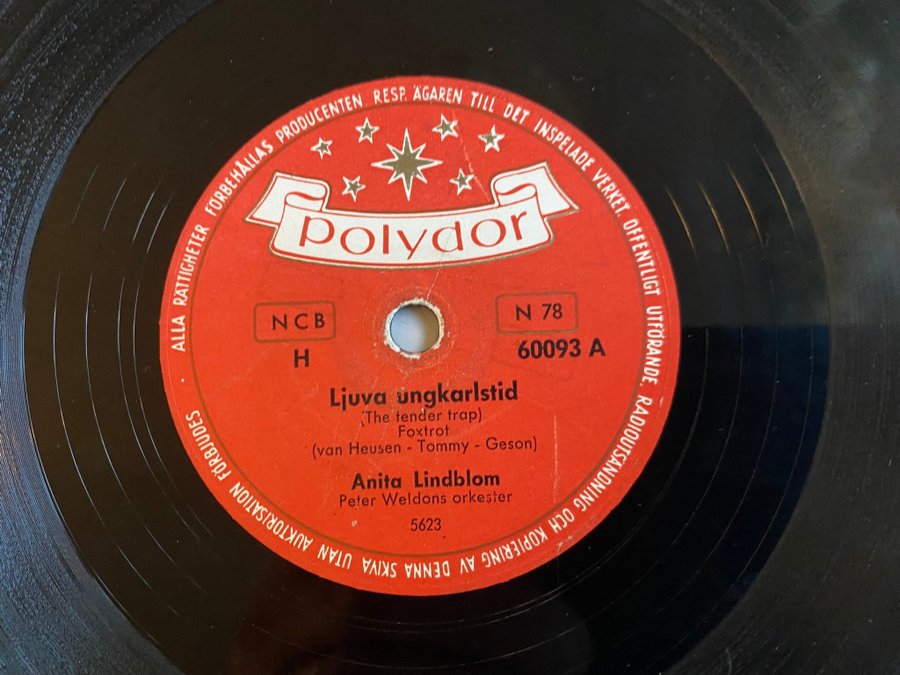 ALLA RÄTTIGHETER FÖRBEHÅLLAS PRODUCENTEN RESP. ÄGAREN TILL DET INSPELADE VERKET. OFFENTLIGT UTFÖRANDE, RADIOUTSÄNDNING OCH KOPIERING AV DENNA SKIVA UTAN AUKTORISATION FÖRBJUDES
polydor
NCB
N 78
H
60093 A
Ljuva ungkarlstid
(The tender trap)
Foxtrot
(van Heusen - Tommy - Geson)
Anita Lindblom
Peter Weldons orkester
5623